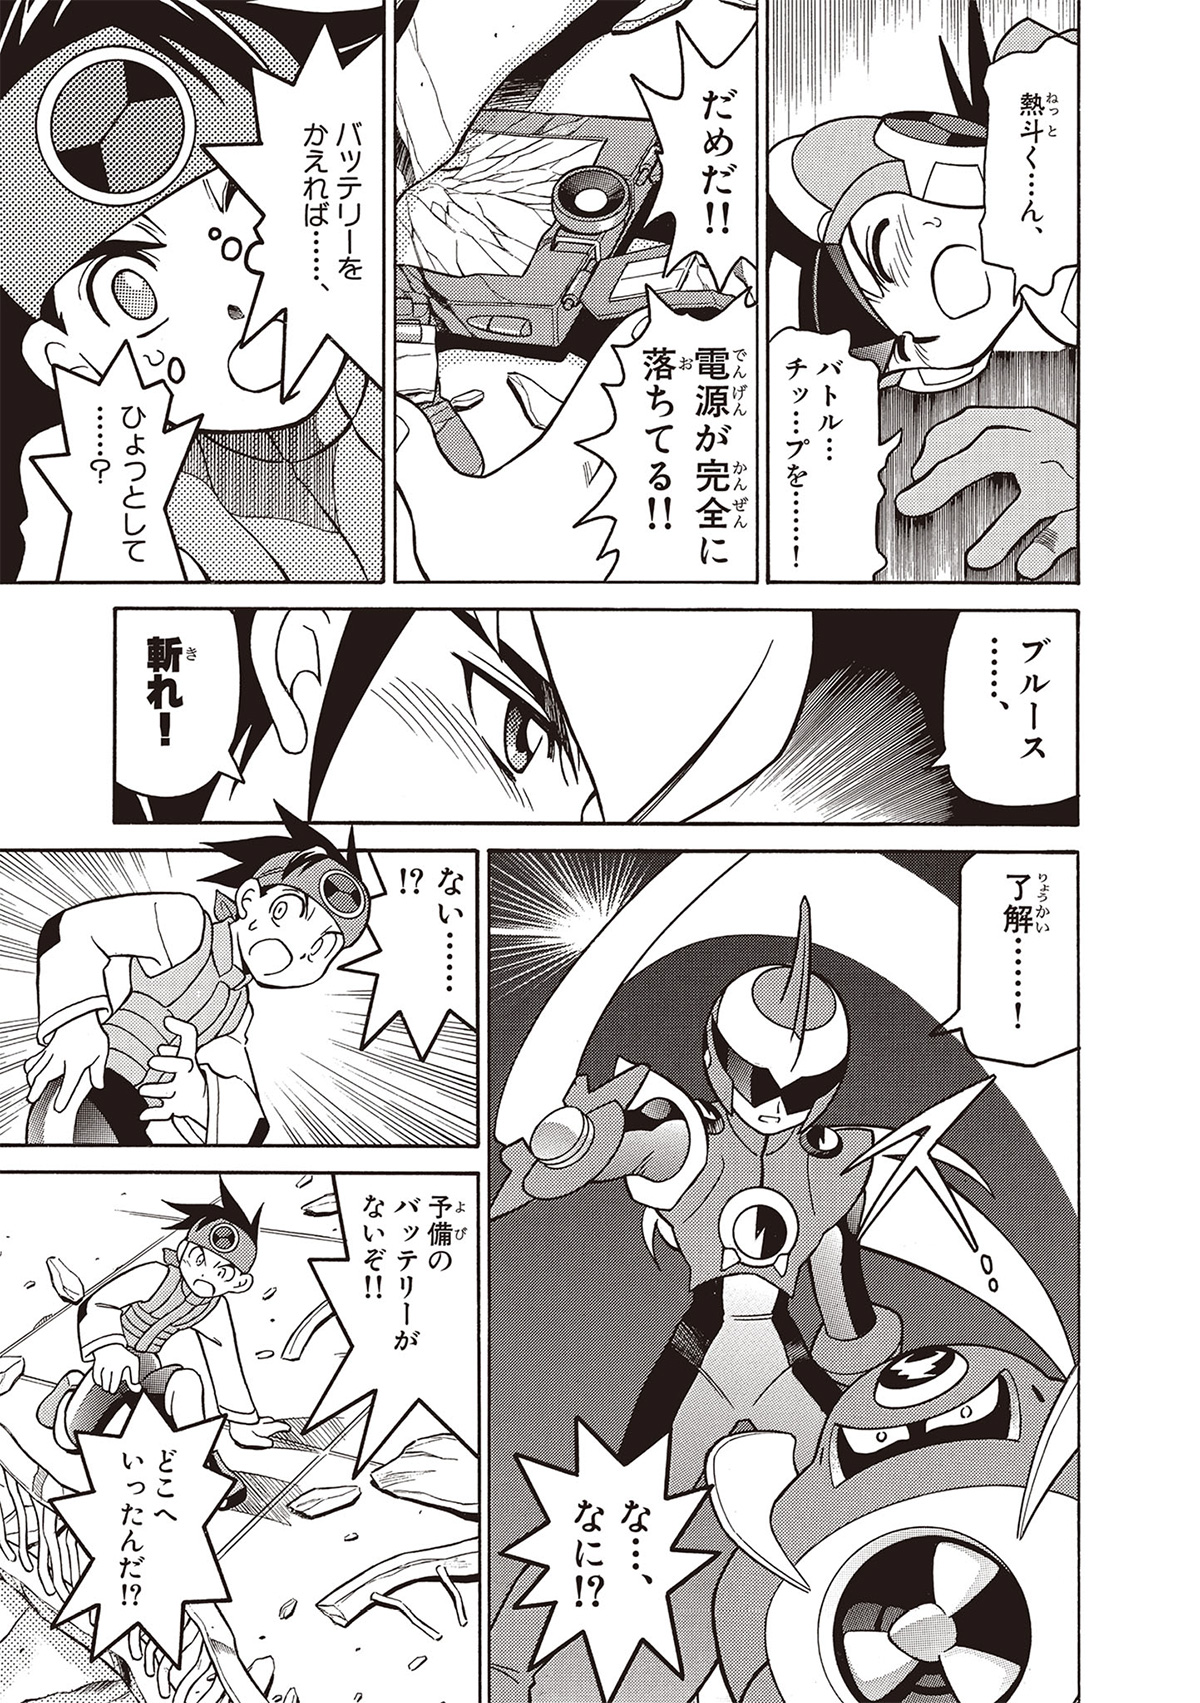 熱斗く…ん、
バトル…
チッ…プを………！
だめだ!!
電源が完全に
落ちてる!!
バッテリーを
かえれば……、
ひょっとして
……？
ブルース
……、
斬れ！
了解………！
な…、
なに!?
ない……
!?
予備の
バッテリーが
ないぞ!!
どこへ
いったんだ!?